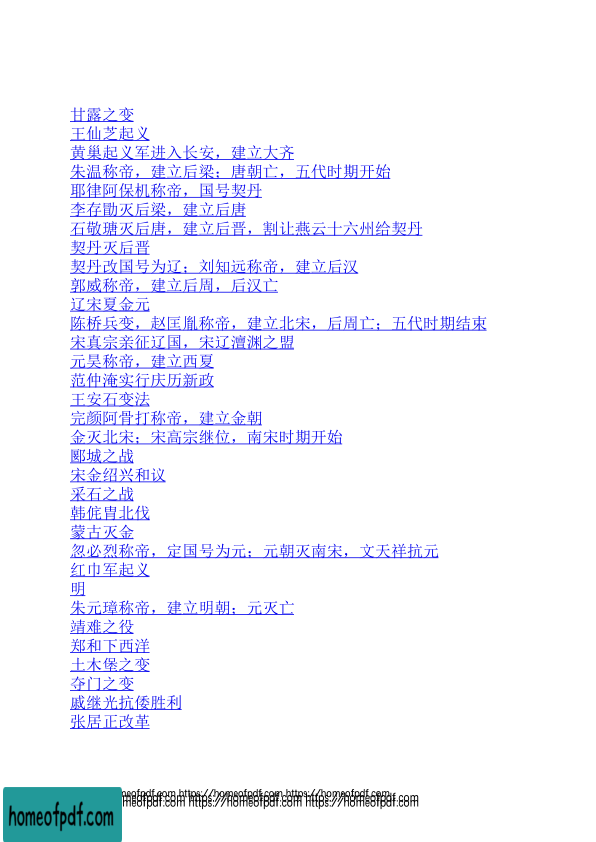 甘露之变
王仙芝起义
黄巢起义军进入长安，建立大齐
朱温称帝，建立后梁；唐朝亡，五代时期开始
耶律阿保机称帝，国号契丹
李存勖灭后梁，建立后唐
石敬瑭灭后唐，建立后晋，割让燕云十六州给契丹
契丹灭后晋
契丹改国号为辽；刘知远称帝，建立后汉
郭威称帝，建立后周，后汉亡
辽宋夏金元
陈桥兵变，赵匡胤称帝，建立北宋，后周亡；五代时期结束
宋真宗亲征辽国，宋辽澶渊之盟
元昊称帝，建立西夏
范仲淹实行庆历新政
王安石变法
完颜阿骨打称帝，建立金朝
金灭北宋；宋高宗继位，南宋时期开始
郾城之战
宋金绍兴和议
采石之战
韩侂胄北伐
蒙古灭金
忽必烈称帝，定国号为元；元朝灭南宋，文天祥抗元
红巾军起义
明
朱元璋称帝，建立明朝；元灭亡
靖难之役
郑和下西洋
土木堡之变
夺门之变
戚继光抗倭胜利
张居正改革
omeofpdf.com https://homeofpdf.com https://homeofpdf.com
omeofpdf.com https://homeofpdf.com https://homeofpdf.com
homeofpdf.com